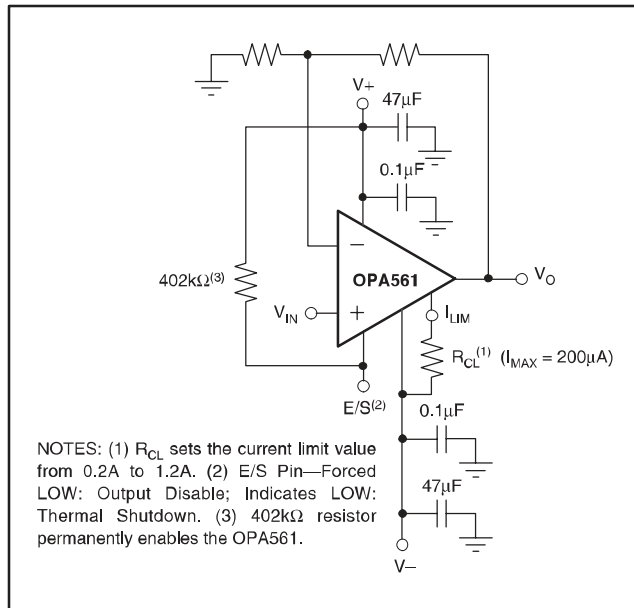 V+
47µF
0.1µF
402kΩ(3)
−
OPA561
VO
VIN
+
ILIM
RCL(1) (IMAX = 200µA)
E/S(2)
0.1µF
47µF
V−
NOTES: (1) RCL sets the current limit value
from 0.2A to 1.2A. (2) E/S Pin—Forced
LOW: Output Disable; Indicates LOW:
Thermal Shutdown. (3) 402kΩ resistor
permanently enables the OPA561.